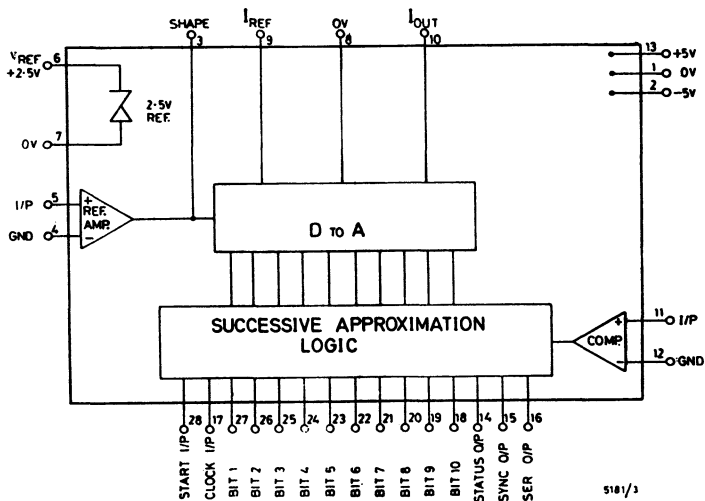 SHAPE IREF 0V IOUT
3 9 8 10
VREF 6
+2·5V
2·5V
REF.
0V 7
13 +5V
1 0V
2 -5V
I/P 5 +
REF.
AMP.
GND 4 -
D TO A
SUCCESSIVE APPROXIMATION
LOGIC
+ 11 I/P
COMP.
- 12 GND
28 17 27 26 25 24 23 22 21 20 19 18 14 15 16
START I/P
CLOCK I/P
BIT 1
BIT 2
BIT 3
BIT 4
BIT 5
BIT 6
BIT 7
BIT 8
BIT 9
BIT 10
STATUS O/P
SYNC O/P
SER O/P
5181/3